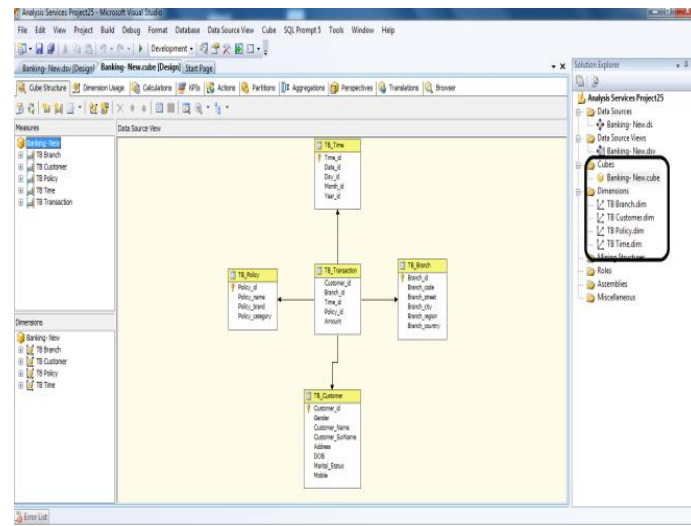 Analysis Services Project25 - Microsoft Visual Studio
File Edit View Project Build Debug Format Database Data Source View Cube SQL Prompt 5 Tools Window Help
Development
Banking- New.dsv [Design] Banking- New.cube [Design] Start Page
Cube Structure Dimension Usage Calculations KPIs Actions Partitions Aggregations Perspectives Translations Browser
Measures
Banking- New
TB Branch
TB Customer
TB Policy
TB Time
TB Transaction
Dimensions
Banking- New
TB Branch
TB Customer
TB Policy
TB Time
Data Source View
TB_Time
Time_id
Date_id
Day_id
Month_id
Year_id
TB_Policy
Policy_id
Policy_name
Policy_brand
Policy_category
TB_Transaction
Customer_id
Branch_id
Time_id
Policy_id
Amount
TB_Branch
Branch_id
Branch_code
Branch_street
Branch_city
Branch_region
Branch_country
TB_Customer
Customer_id
Gender
Customer_Name
Customer_SurName
Address
DOB
Marital_Status
Mobile
Solution Explorer
Analysis Services Project25
Data Sources
Banking- New.ds
Data Source Views
Banking- New.dsv
Cubes
Banking- New.cube
Dimensions
TB Branch.dim
TB Customer.dim
TB Policy.dim
TB Time.dim
Mining Structures
Roles
Assemblies
Miscellaneous
Error List